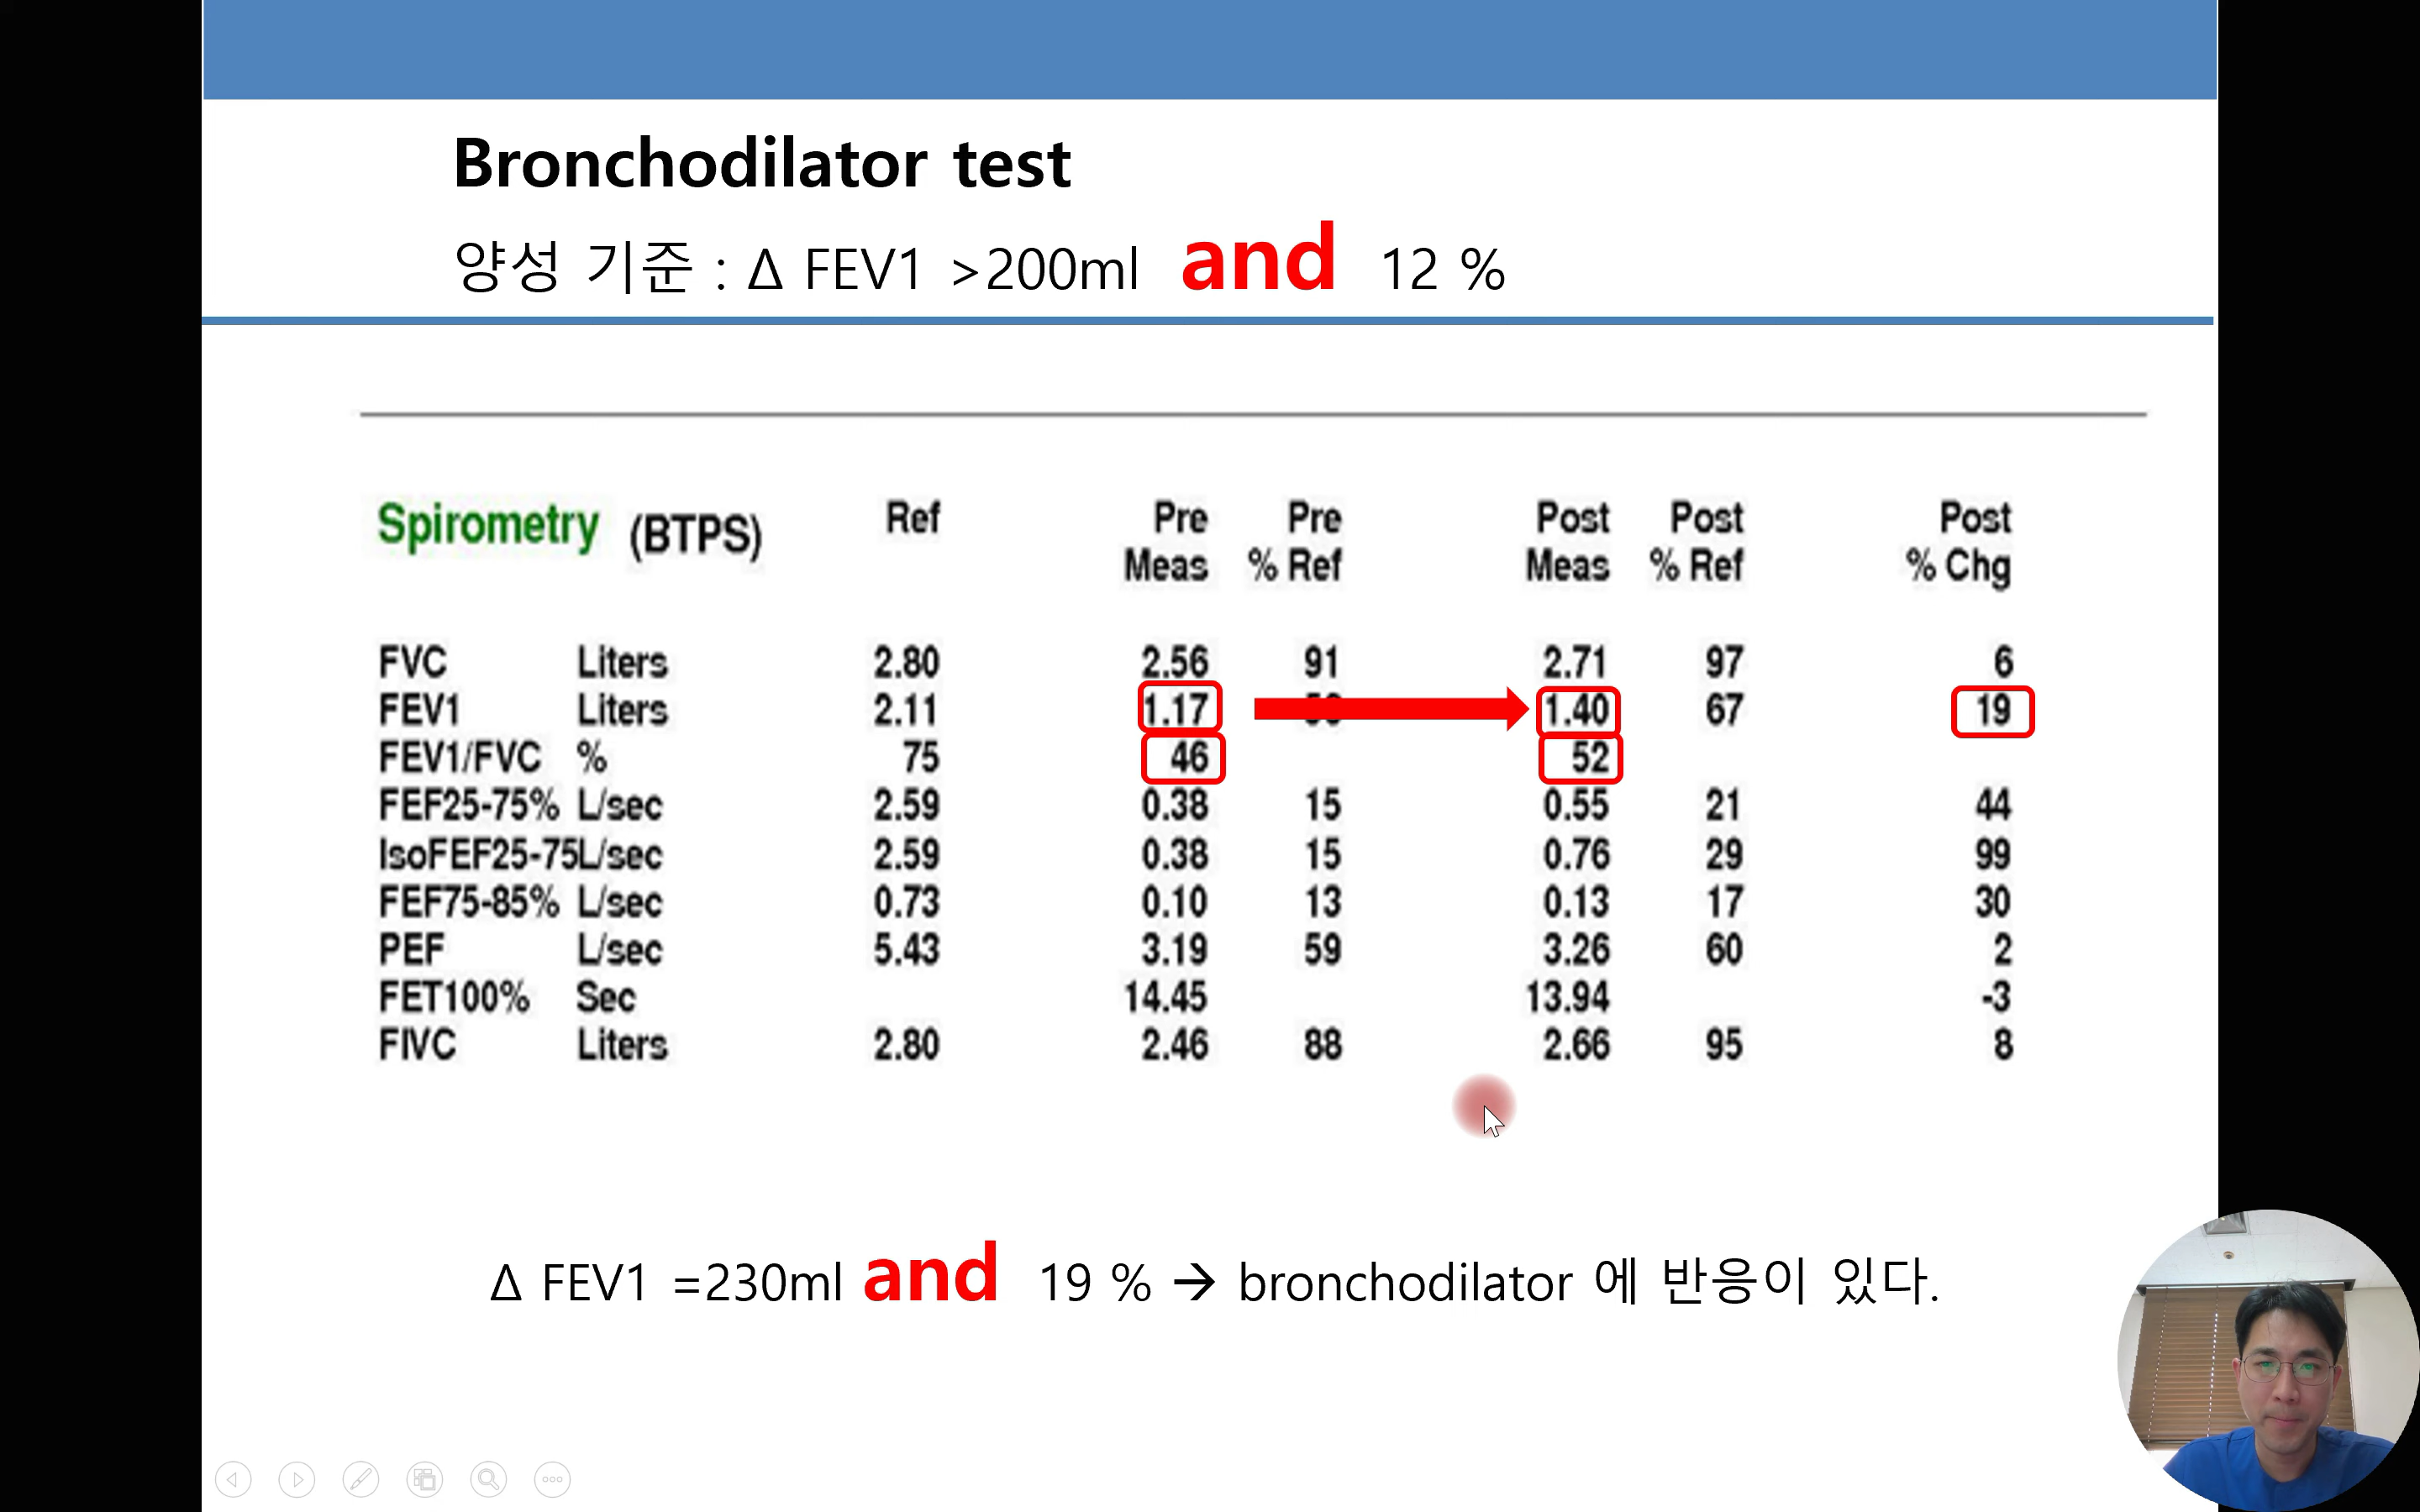 Bronchodilator test
양성 기준 : Δ FEV1 >200ml and 12 %
Spirometry (BTPS) Ref Pre Meas Pre % Ref Post Meas Post % Ref Post % Chg
FVC Liters 2.80 2.56 91 2.71 97 6
FEV1 Liters 2.11 1.17 1.40 67 19
FEV1/FVC % 75 46 52
FEF25-75% L/sec 2.59 0.38 15 0.55 21 44
IsoFEF25-75L/sec 2.59 0.38 15 0.76 29 99
FEF75-85% L/sec 0.73 0.10 13 0.13 17 30
PEF L/sec 5.43 3.19 59 3.26 60 2
FET100% Sec 14.45 13.94 -3
FIVC Liters 2.80 2.46 88 2.66 95 8
Δ FEV1 =230ml and 19 % → bronchodilator 에 반응이 있다.